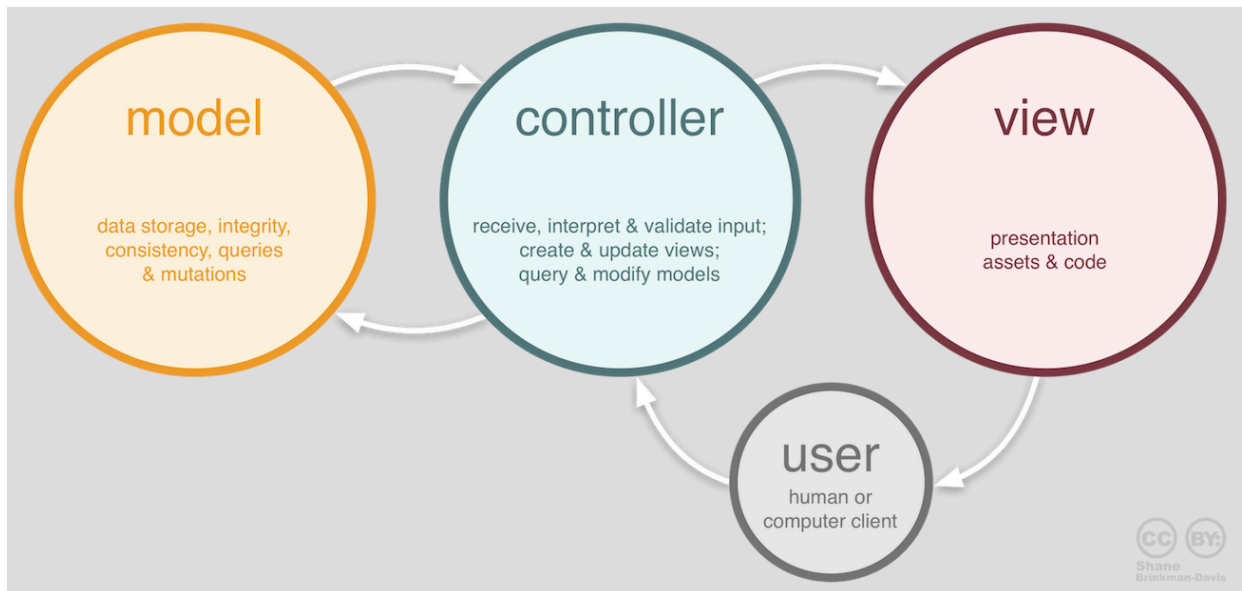 model
data storage, integrity,
consistency, queries
& mutations
controller
receive, interpret & validate input;
create & update views;
query & modify models
view
presentation
assets & code
user
human or
computer client
CC BY:
Shane
Brinkman-Davis